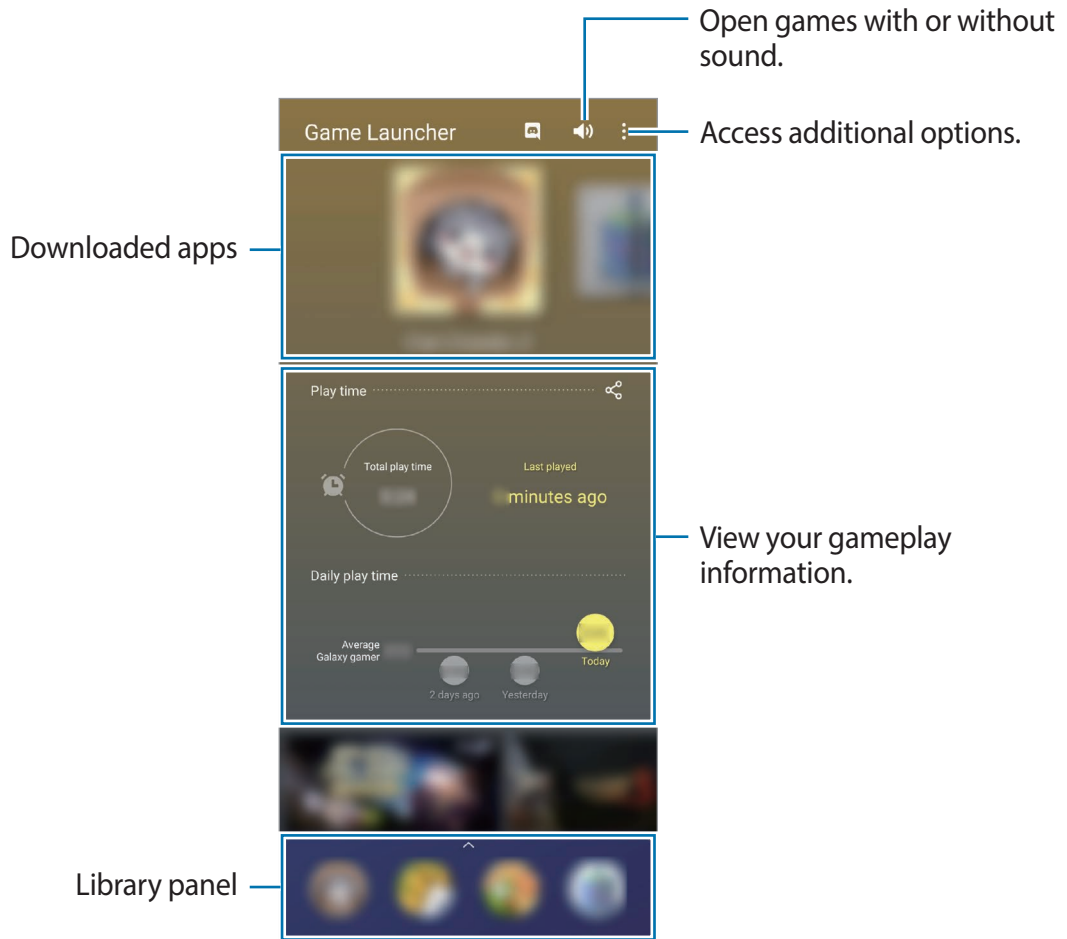 Open games with or without
sound.
Game Launcher
Access additional options.
Downloaded apps
Play time
Total play time
Last played
minutes ago
View your gameplay
information.
Daily play time
Average
Galaxy gamer
Today
2 days ago
Yesterday
Library panel